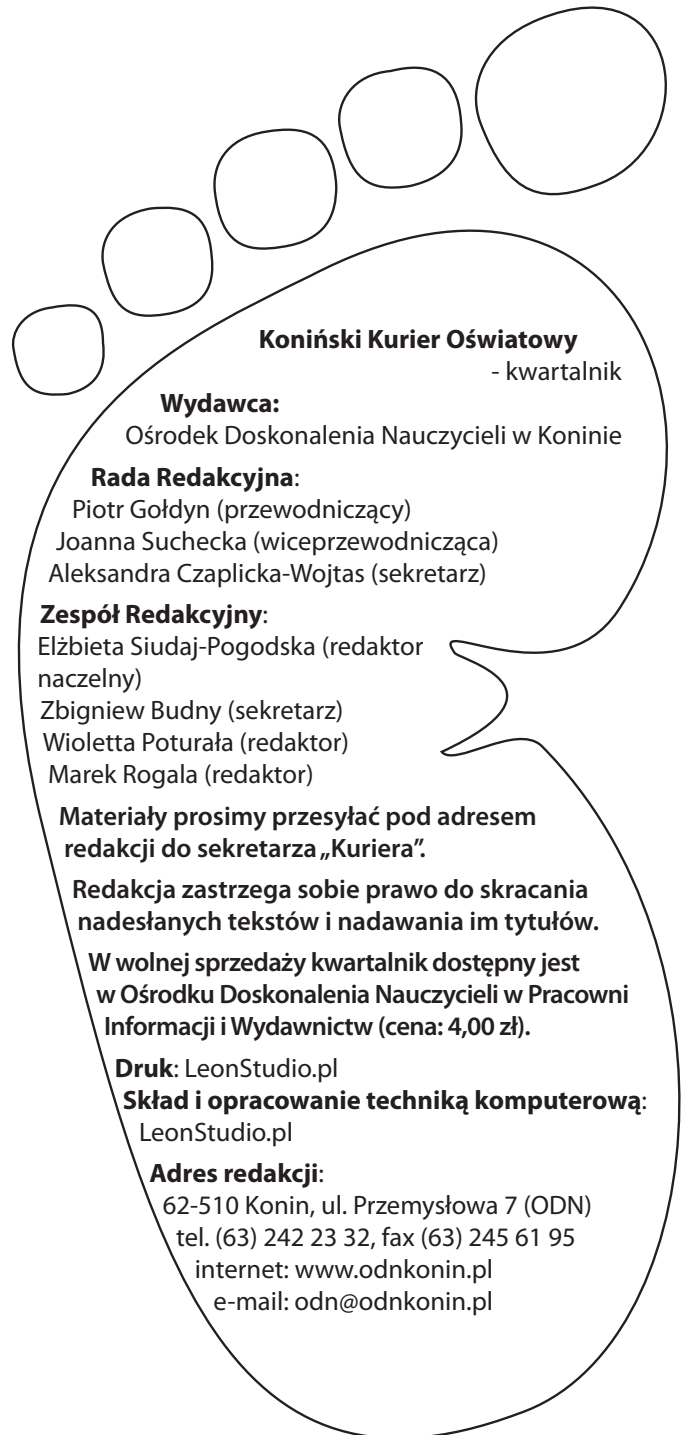 Koniński Kurier Oświatowy
- kwartalnik
Wydawca:
Ośrodek Doskonalenia Nauczycieli w Koninie
Rada Redakcyjna:
Piotr Gołdyn (przewodniczący)
Joanna Suchecka (wiceprzewodnicząca)
Aleksandra Czaplicka-Wojtas (sekretarz)
Zespół Redakcyjny:
Elżbieta Siudaj-Pogodska (redaktor
naczelny)
Zbigniew Budny (sekretarz)
Wioletta Poturała (redaktor)
Marek Rogala (redaktor)
Materiały prosimy przesyłać pod adresem
redakcji do sekretarza „Kuriera”.
Redakcja zastrzega sobie prawo do skracania
nadesłanych tekstów i nadawania im tytułów.
W wolnej sprzedaży kwartalnik dostępny jest
w Ośrodku Doskonalenia Nauczycieli w Pracowni
Informacji i Wydawnictw (cena: 4,00 zł).
Druk: LeonStudio.pl
Skład i opracowanie techniką komputerową:
LeonStudio.pl
Adres redakcji:
62-510 Konin, ul. Przemysłowa 7 (ODN)
tel. (63) 242 23 32, fax (63) 245 61 95
internet: www.odnkonin.pl
e-mail: odn@odnkonin.pl